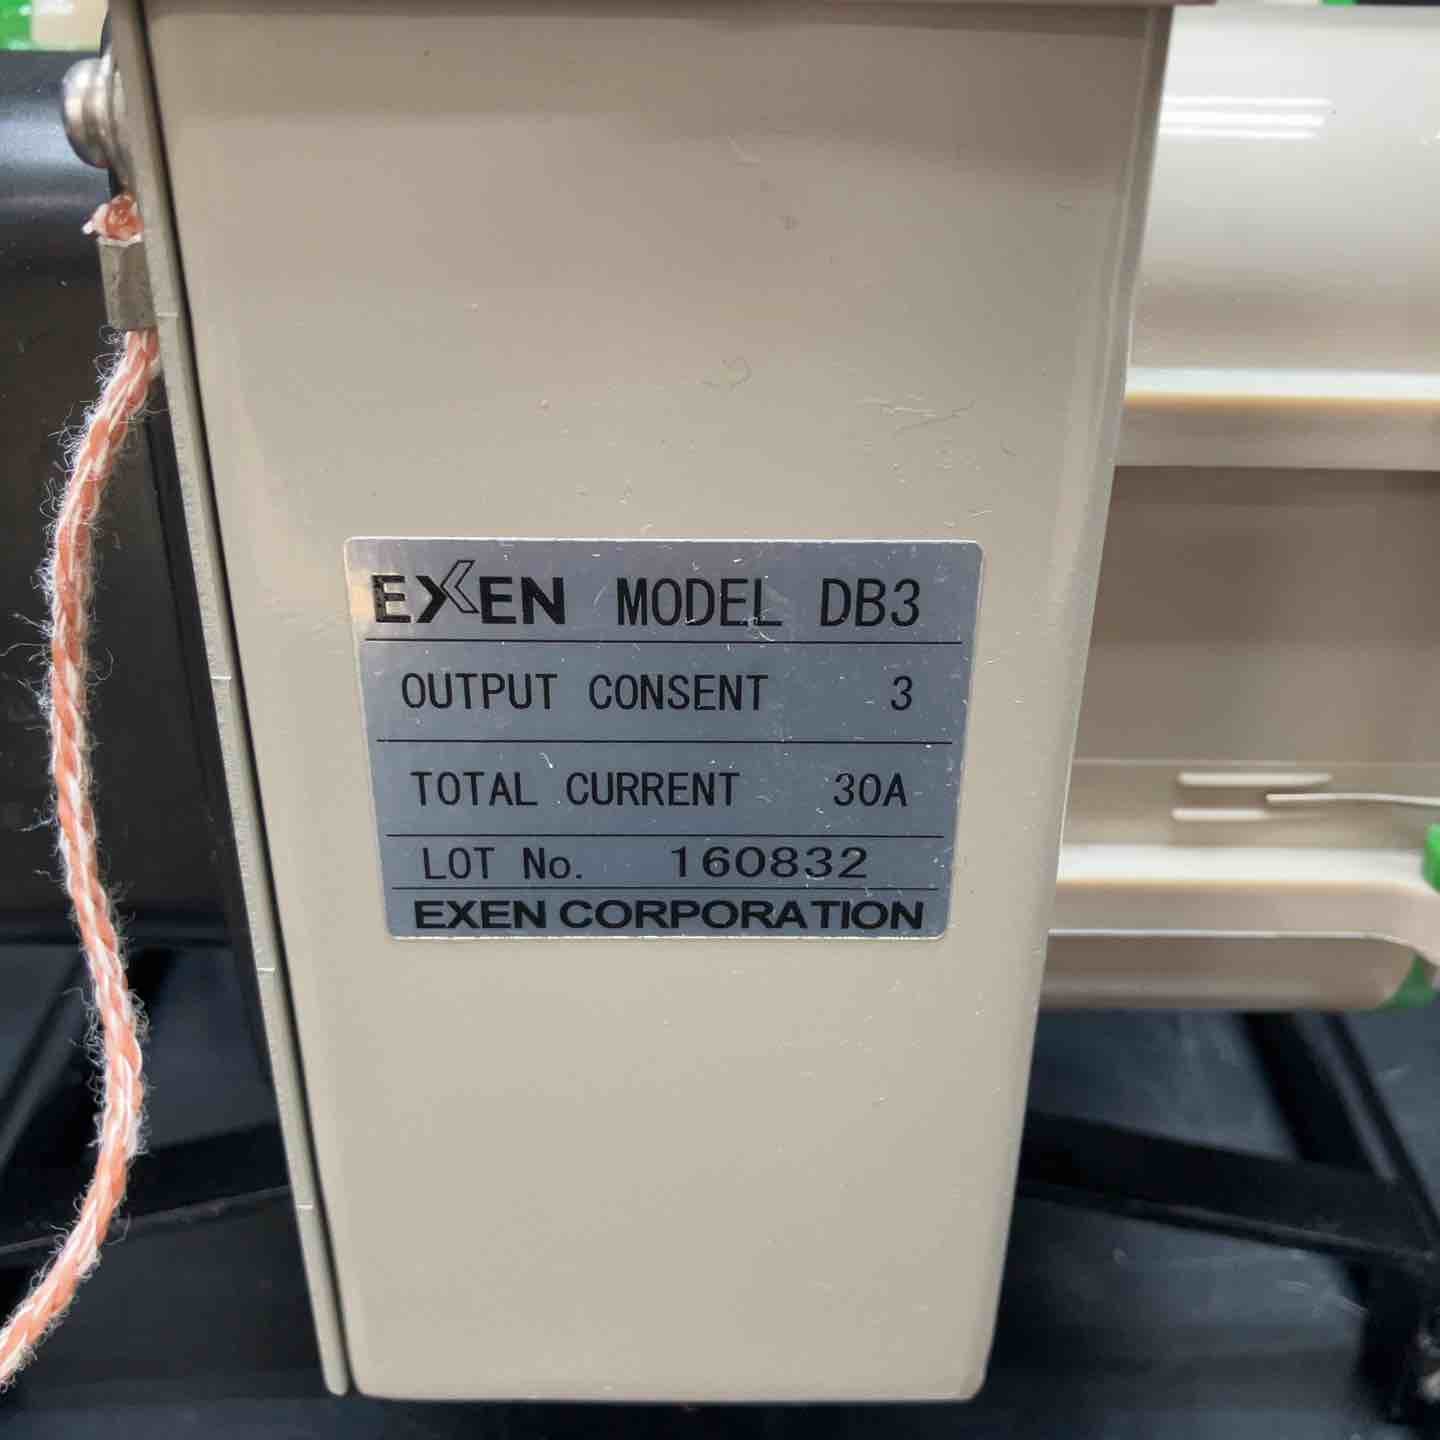 EXEN MODEL DB3
OUTPUT CONSENT 3
TOTAL CURRENT 30A
LOT No. 160832
EXEN CORPORATION